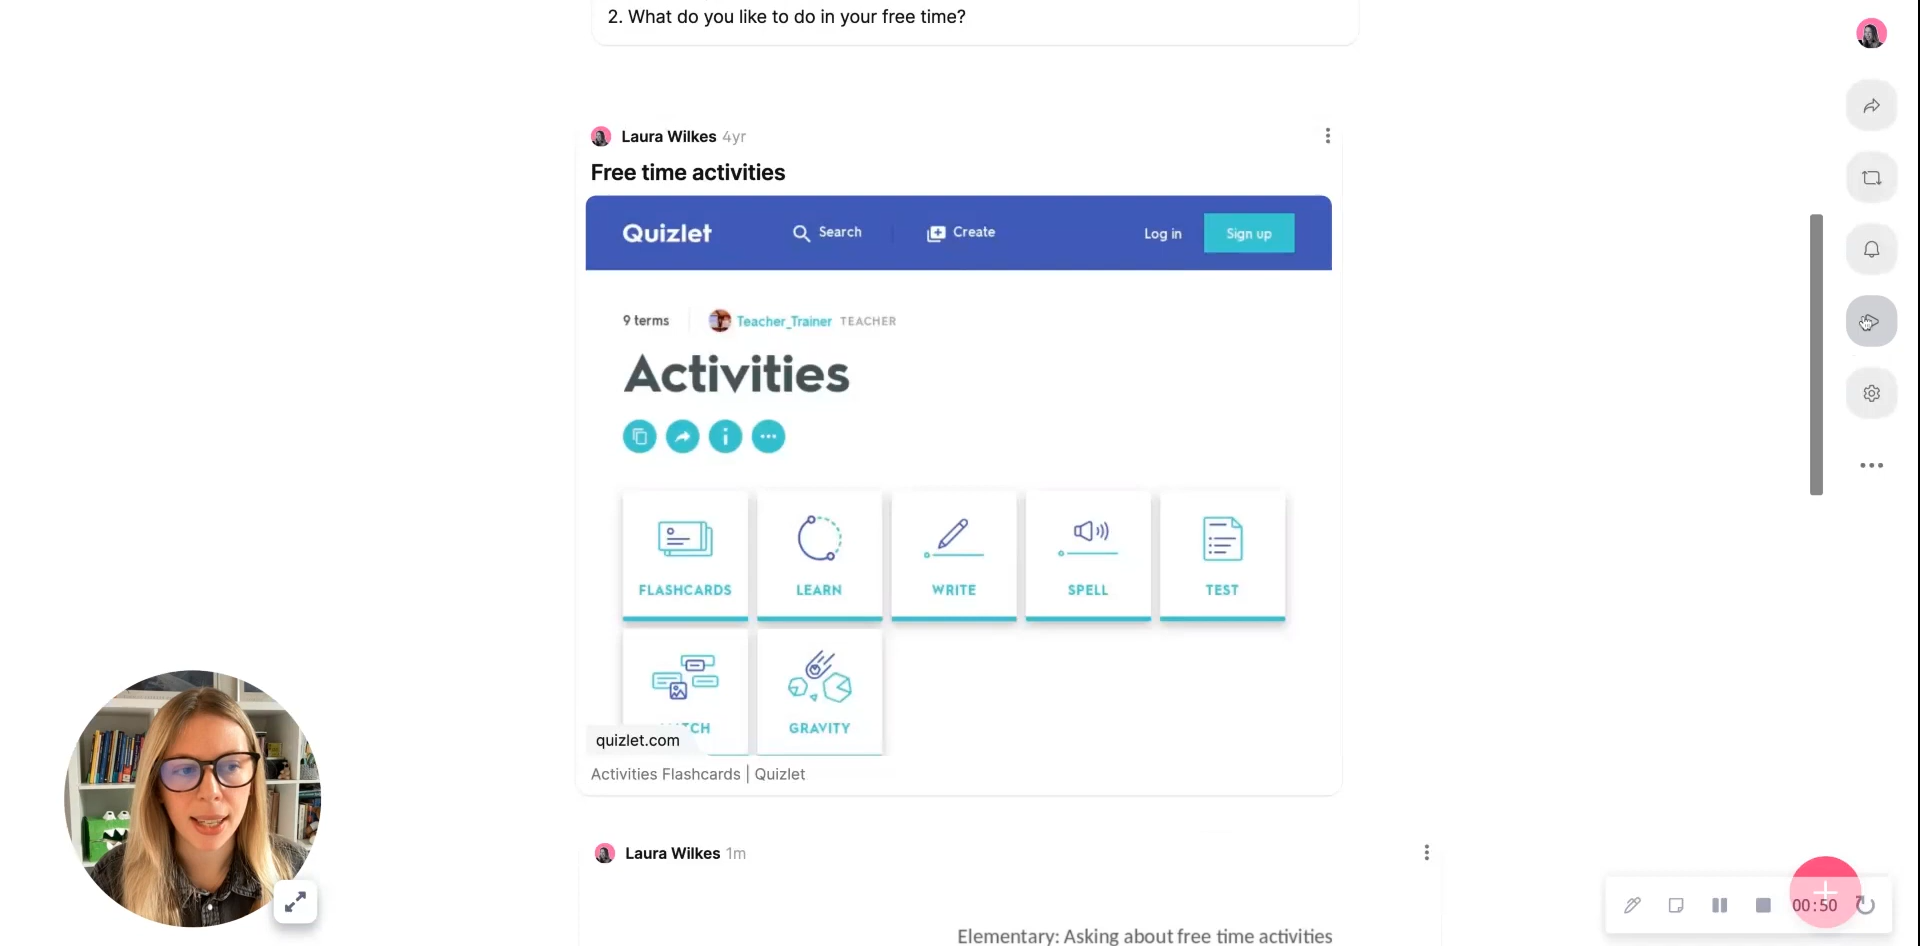 2. What do you like to do in your free time?
Laura Wilkes 4yr
Free time activities
Quizlet Search Create Log in Sign up
9 terms Teacher_Trainer TEACHER
Activities
FLASHCARDS LEARN WRITE SPELL TEST
TCH GRAVITY
quizlet.com
Activities Flashcards | Quizlet
Laura Wilkes 1m
Elementary: Asking about free time activities
00:50